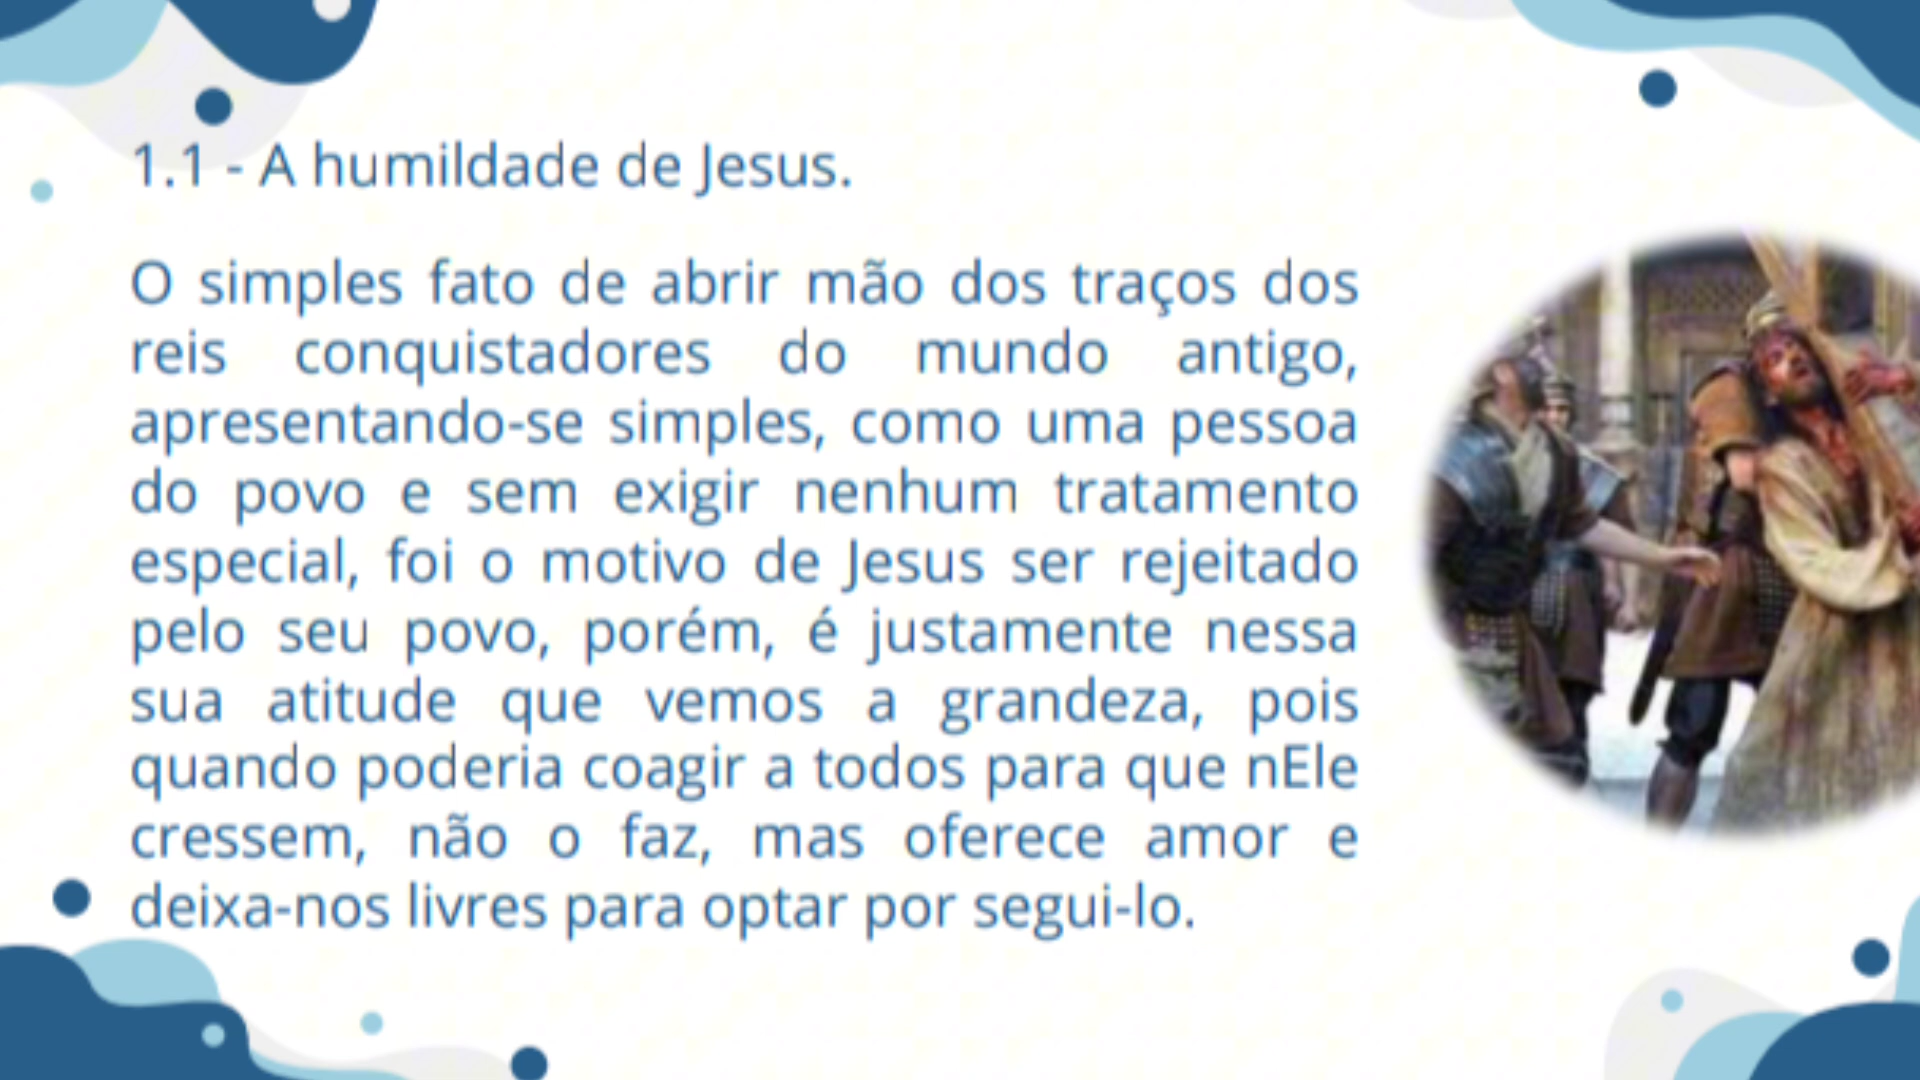 1.1 - A humildade de Jesus.
O simples fato de abrir mão dos traços dos
reis conquistadores do mundo antigo,
apresentando-se simples, como uma pessoa
do povo e sem exigir nenhum tratamento
especial, foi o motivo de Jesus ser rejeitado
pelo seu povo, porém, é justamente nessa
sua atitude que vemos a grandeza, pois
quando poderia coagir a todos para que nEle
cressem, não o faz, mas oferece amor e
deixa-nos livres para optar por segui-lo.